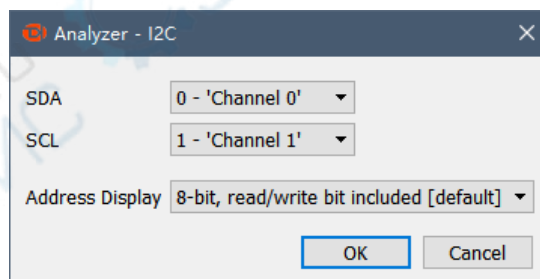 Analyzer - I2C
SDA 0 - 'Channel 0'
SCL 1 - 'Channel 1'
Address Display 8-bit, read/write bit included [default]
OK Cancel